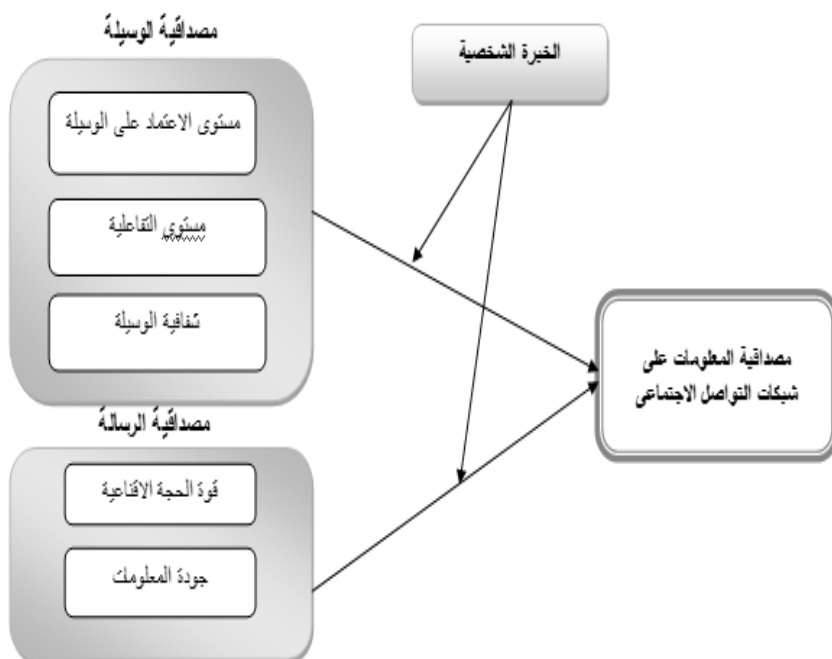 مصداقية الوسيلة
الخبرة الشخصية
مستوى الاعتماد على الوسيلة
مستوى التفاعلية
شفافية الوسيلة
مصداقية المعلومات على
شبكات التواصل الاجتماعى
مصداقية الرسالة
قوة الحجة الاقناعية
جودة المعلومات